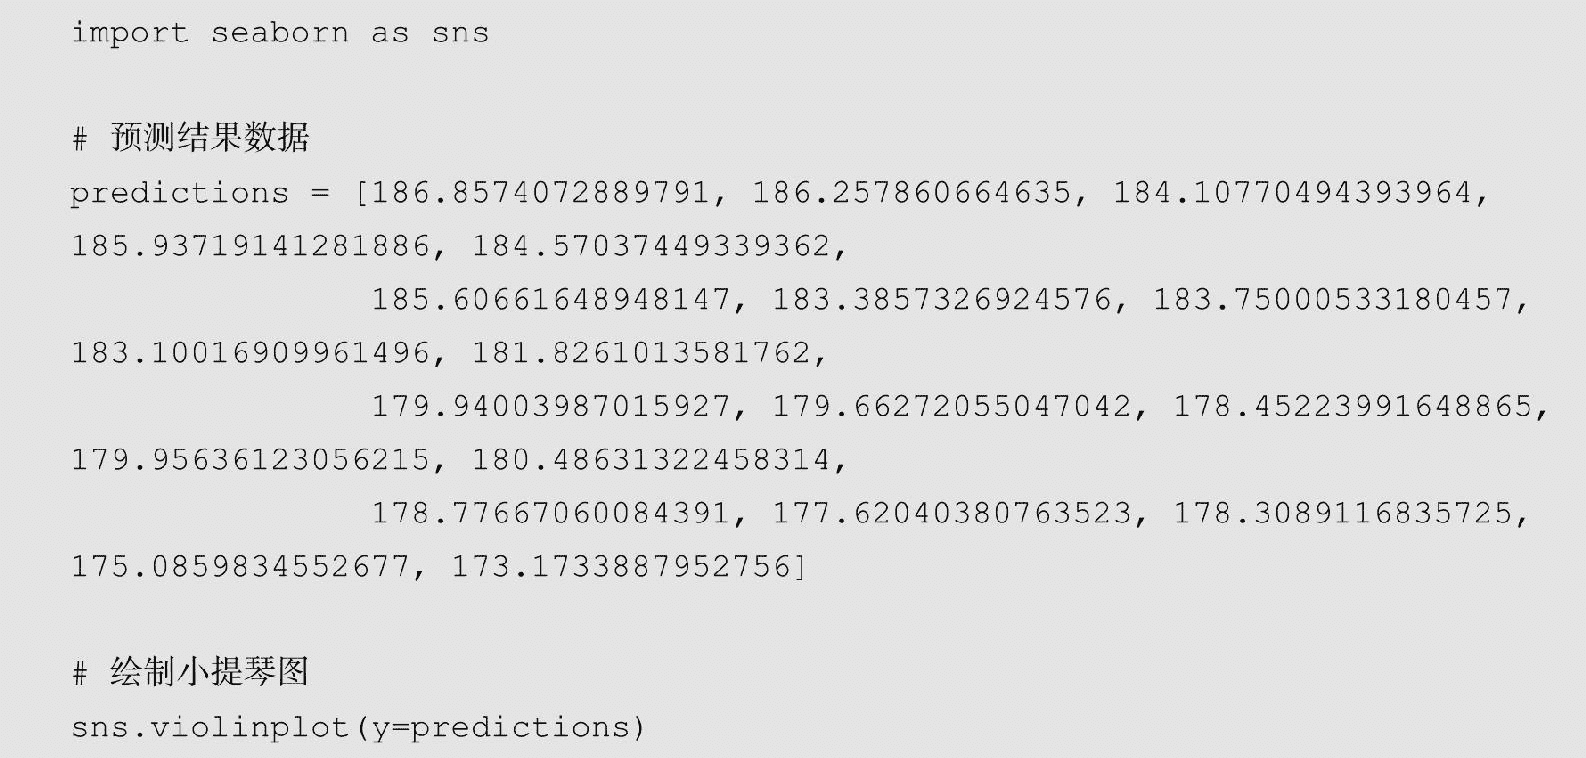 import seaborn as sns
# 预测结果数据
predictions = [186.8574072889791, 186.257860664635, 184.10770494393964,
185.93719141281886, 184.57037449339362,
185.60661648948147, 183.3857326924576, 183.75000533180457,
183.10016909961496, 181.8261013581762,
179.94003987015927, 179.66272055047042, 178.45223991648865,
179.95636123056215, 180.48631322458314,
178.77667060084391, 177.62040380763523, 178.3089116835725,
175.0859834552677, 173.1733887952756]
# 绘制小提琴图
sns.violinplot(y=predictions)